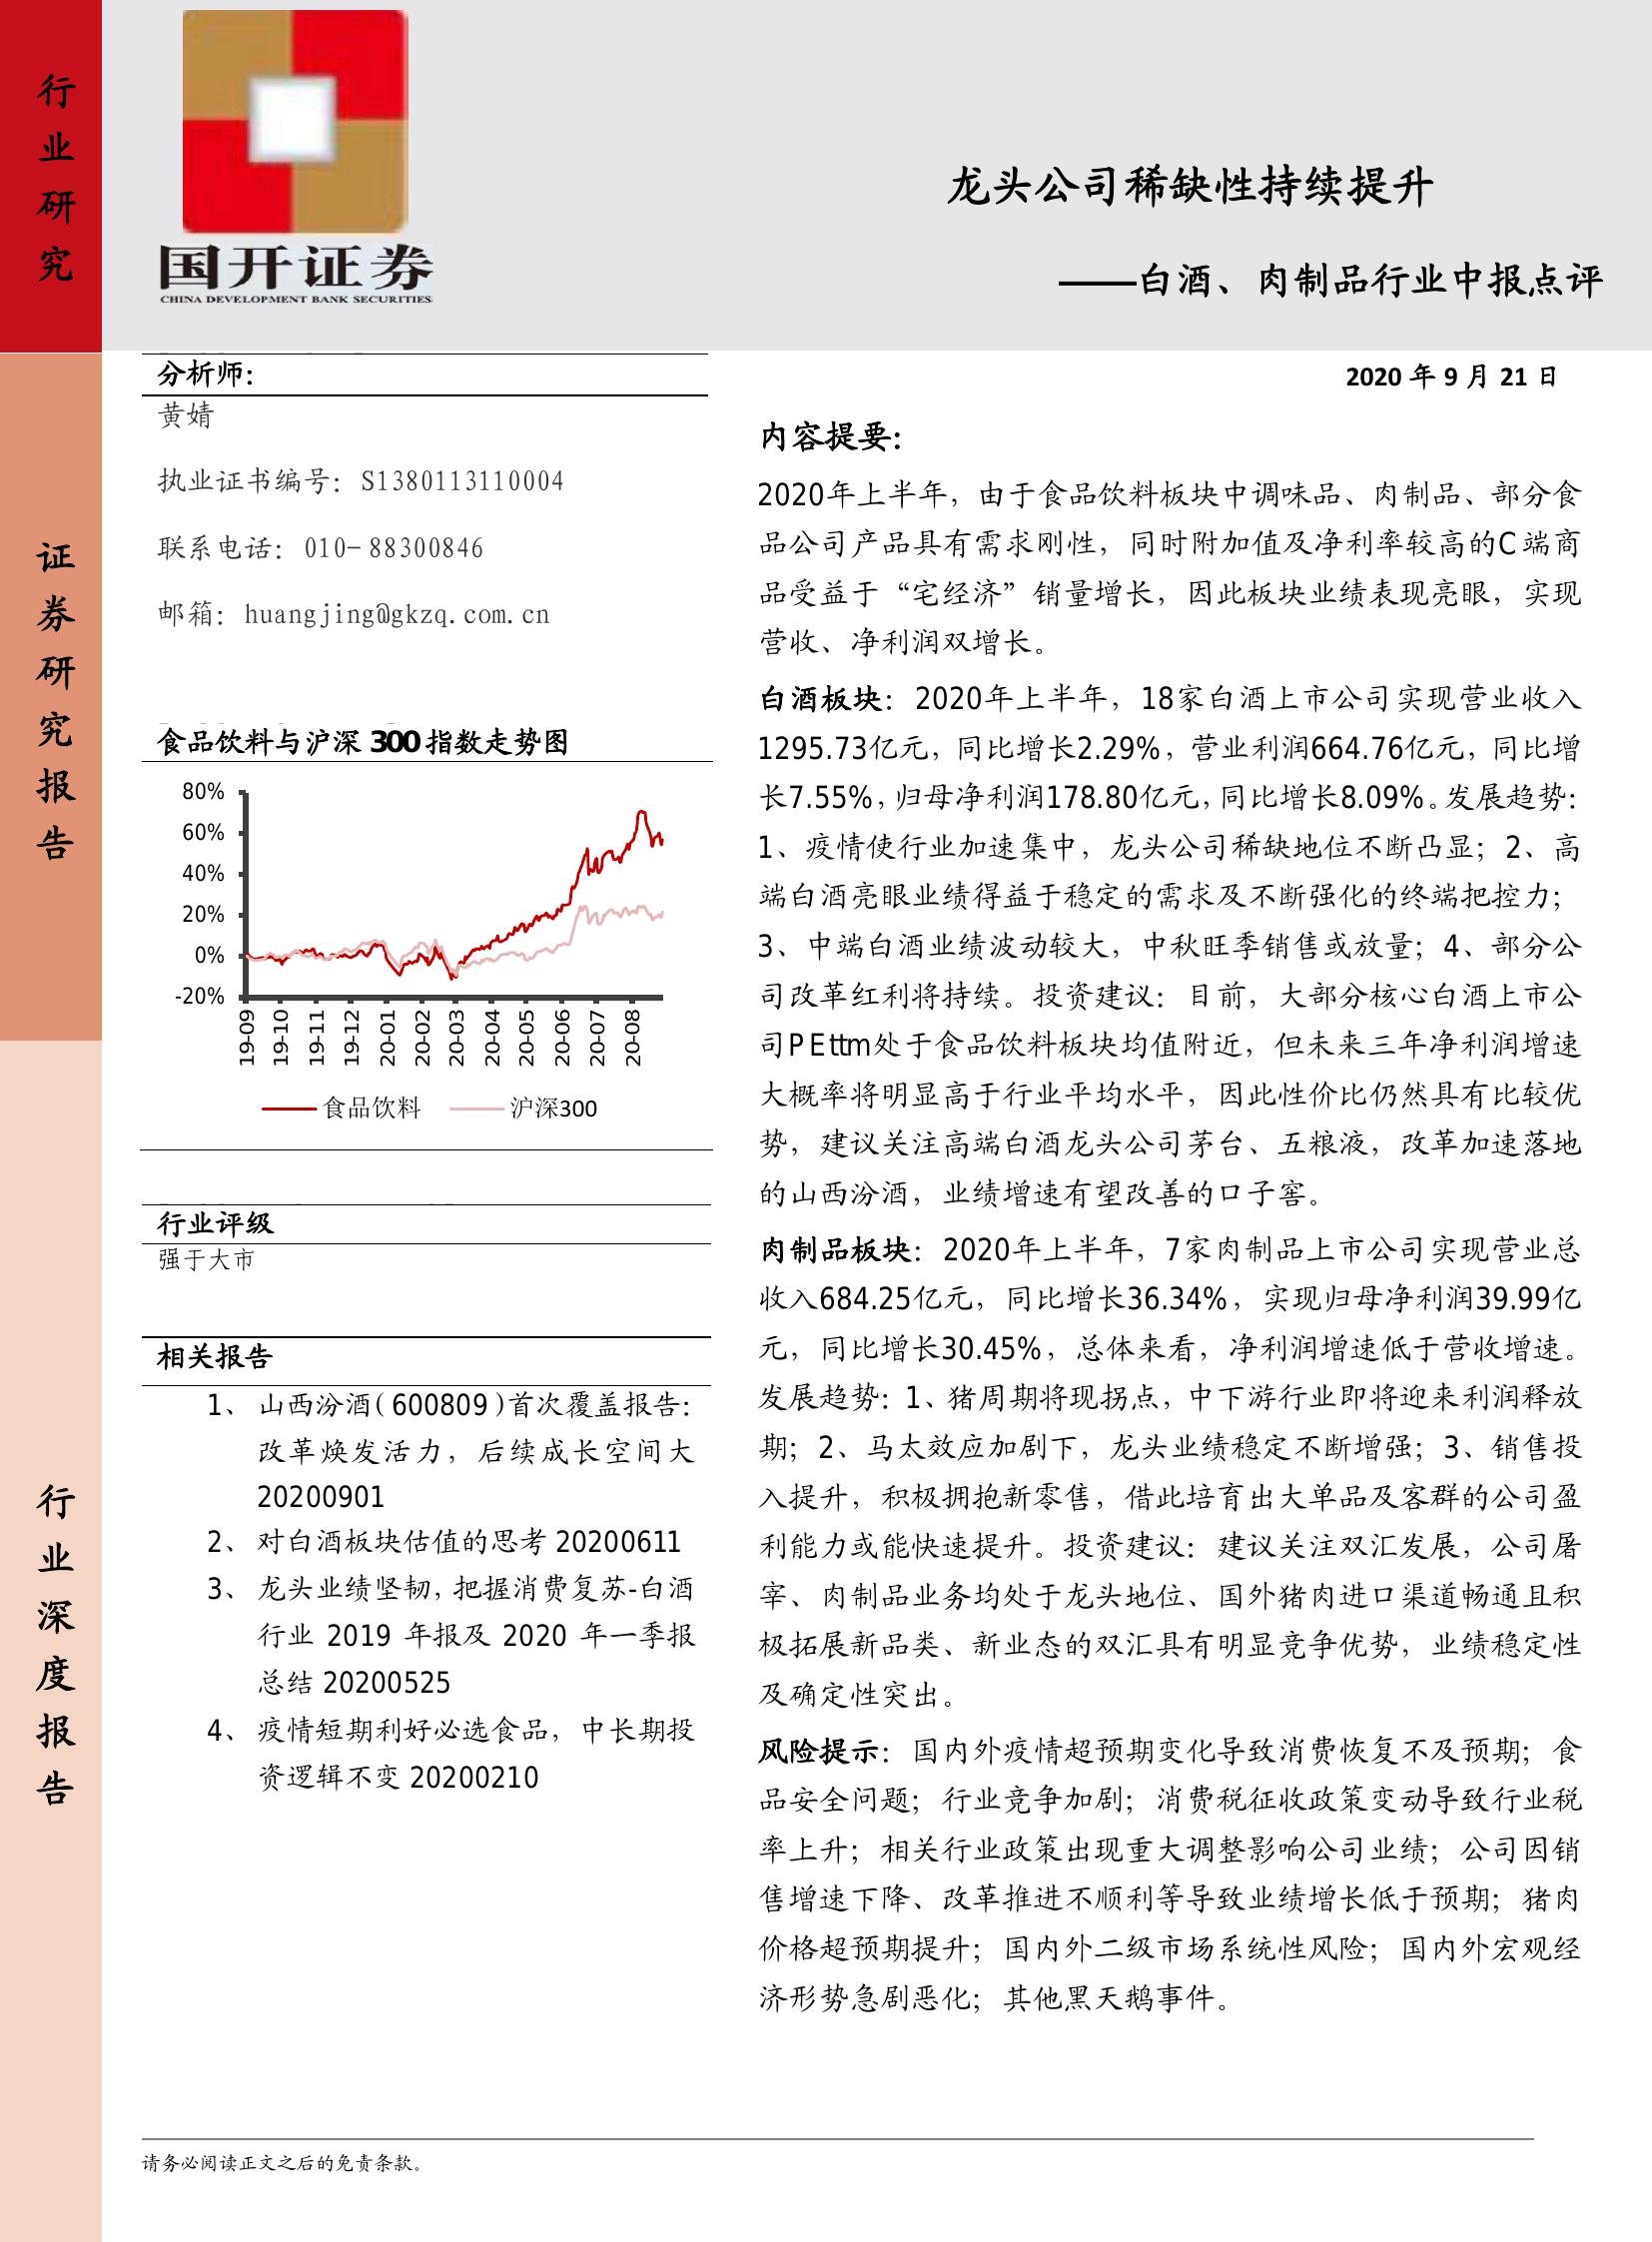 行业研究
证券研究报告
行业深度报告
国开证券
CHINA DEVELOPMENT BANK SECURITIES
龙头公司稀缺性持续提升
——白酒、肉制品行业中报点评
分析师：
黄婧
执业证书编号：S1380113110004
联系电话：010-88300846
邮箱：huangjing@gkzq.com.cn
食品饮料与沪深 300 指数走势图
80%
60%
40%
20%
0%
-20%
19-09
19-10
19-11
19-12
20-01
20-02
20-03
20-04
20-05
20-06
20-07
20-08
食品饮料 沪深300
行业评级
强于大市
相关报告
1、 山西汾酒（600809）首次覆盖报告：
改革焕发活力，后续成长空间大
20200901
2、 对白酒板块估值的思考 20200611
3、 龙头业绩坚韧，把握消费复苏-白酒
行业 2019 年报及 2020 年一季报
总结 20200525
4、 疫情短期利好必选食品，中长期投
资逻辑不变 20200210
2020 年 9 月 21 日
内容提要：
2020年上半年，由于食品饮料板块中调味品、肉制品、部分食
品公司产品具有需求刚性，同时附加值及净利率较高的C端商
品受益于“宅经济”销量增长，因此板块业绩表现亮眼，实现
营收、净利润双增长。
白酒板块：2020年上半年，18家白酒上市公司实现营业收入
1295.73亿元，同比增长2.29%，营业利润664.76亿元，同比增
长7.55%，归母净利润178.80亿元，同比增长8.09%。发展趋势：
1、疫情使行业加速集中，龙头公司稀缺地位不断凸显；2、高
端白酒亮眼业绩得益于稳定的需求及不断强化的终端把控力；
3、中端白酒业绩波动较大，中秋旺季销售或放量；4、部分公
司改革红利将持续。投资建议：目前，大部分核心白酒上市公
司PEttm处于食品饮料板块均值附近，但未来三年净利润增速
大概率将明显高于行业平均水平，因此性价比仍然具有比较优
势，建议关注高端白酒龙头公司茅台、五粮液，改革加速落地
的山西汾酒，业绩增速有望改善的口子窖。
肉制品板块：2020年上半年，7家肉制品上市公司实现营业总
收入684.25亿元，同比增长36.34%，实现归母净利润39.99亿
元，同比增长30.45%，总体来看，净利润增速低于营收增速。
发展趋势：1、猪周期将现拐点，中下游行业即将迎来利润释放
期；2、马太效应加剧下，龙头业绩稳定不断增强；3、销售投
入提升，积极拥抱新零售，借此培育出大单品及客群的公司盈
利能力或能快速提升。投资建议：建议关注双汇发展，公司屠
宰、肉制品业务均处于龙头地位、国外猪肉进口渠道畅通且积
极拓展新品类、新业态的双汇具有明显竞争优势，业绩稳定性
及确定性突出。
风险提示：国内外疫情超预期变化导致消费恢复不及预期；食
品安全问题；行业竞争加剧；消费税征收政策变动导致行业税
率上升；相关行业政策出现重大调整影响公司业绩；公司因销
售增速下降、改革推进不顺利等导致业绩增长低于预期；猪肉
价格超预期提升；国内外二级市场系统性风险；国内外宏观经
济形势急剧恶化；其他黑天鹅事件。
请务必阅读正文之后的免责条款。